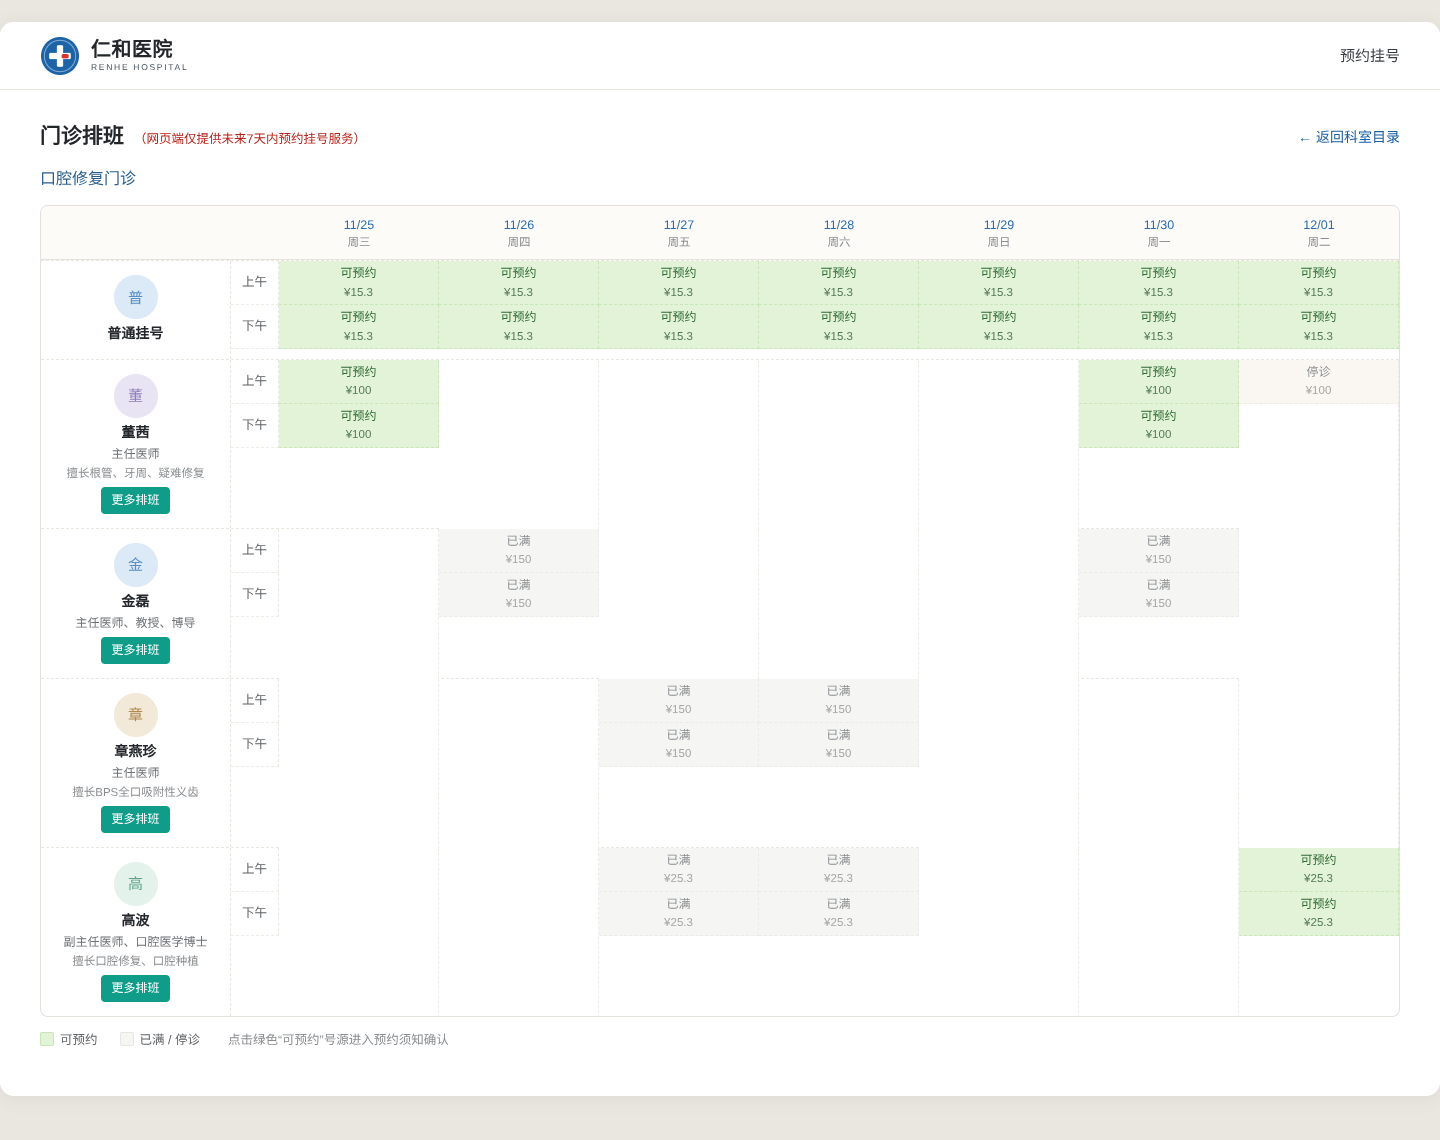 仁和医院
RENHE HOSPITAL
预约挂号
门诊排班 （网页端仅提供未来7天内预约挂号服务）
← 返回科室目录
口腔修复门诊
11/25 11/26 11/27 11/28 11/29 11/30 12/01
周三 周四 周五 周六 周日 周一 周二
普
普通挂号
上午
可预约 可预约 可预约 可预约 可预约 可预约 可预约
¥15.3 ¥15.3 ¥15.3 ¥15.3 ¥15.3 ¥15.3 ¥15.3
下午
可预约 可预约 可预约 可预约 可预约 可预约 可预约
¥15.3 ¥15.3 ¥15.3 ¥15.3 ¥15.3 ¥15.3 ¥15.3
董
董茜
主任医师
擅长根管、牙周、疑难修复
更多排班
上午
可预约 可预约 停诊
¥100 ¥100 ¥100
下午
可预约 可预约
¥100 ¥100
金
金磊
主任医师、教授、博导
更多排班
上午
已满 已满
¥150 ¥150
下午
已满 已满
¥150 ¥150
章
章燕珍
主任医师
擅长BPS全口吸附性义齿
更多排班
上午
已满 已满
¥150 ¥150
下午
已满 已满
¥150 ¥150
高
高波
副主任医师、口腔医学博士
擅长口腔修复、口腔种植
更多排班
上午
已满 已满 可预约
¥25.3 ¥25.3 ¥25.3
下午
已满 已满 可预约
¥25.3 ¥25.3 ¥25.3
可预约 已满 / 停诊 点击绿色“可预约”号源进入预约须知确认